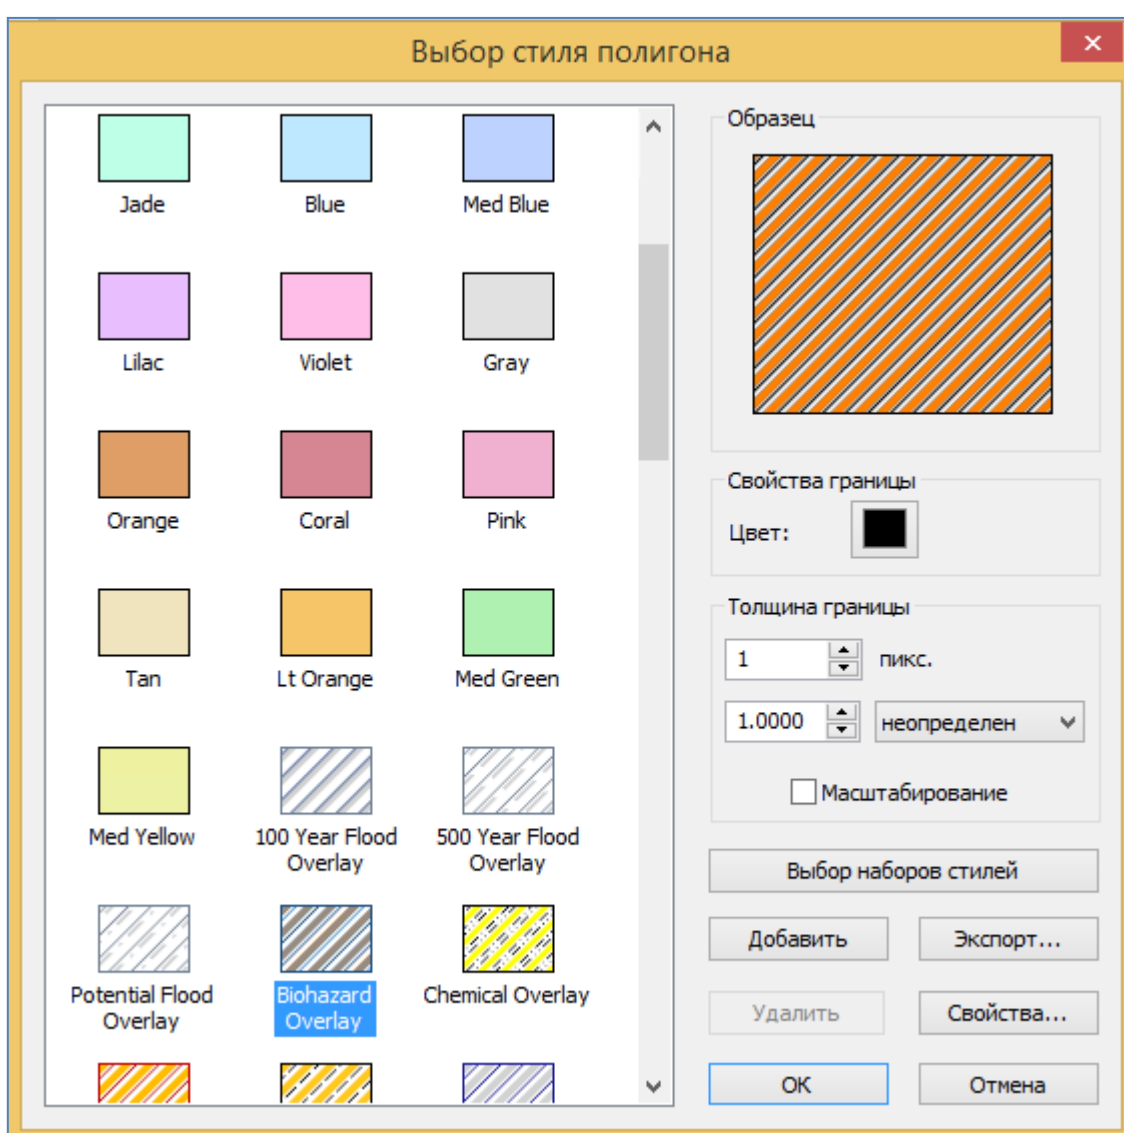 Выбор стиля полигона
Jade Blue Med Blue
Lilac Violet Gray
Orange Coral Pink
Tan Lt Orange Med Green
Med Yellow 100 Year Flood 500 Year Flood
Overlay Overlay
Potential Flood Biohazard Chemical Overlay
Overlay Overlay
Образец
Свойства границы
Цвет:
Толщина границы
1 пикс.
1.0000 неопределен
Масштабирование
Выбор наборов стилей
Добавить Экспорт...
Удалить Свойства...
ОК Отмена